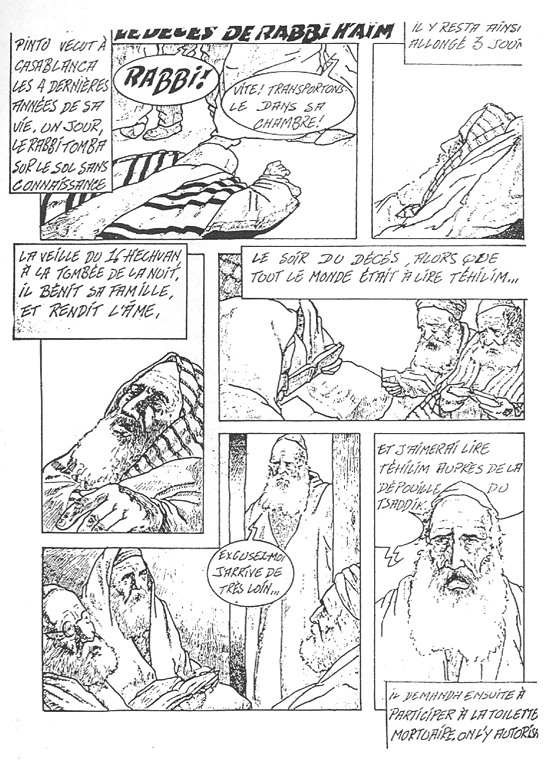 LE DÉCÈS DE RABBI H'AÏM
PINTO VÉCUT À
CASABLANCA
LES 4 DERNIÈRES
ANNÉES DE SA
VIE. UN JOUR,
LE RABBI TOMBA
SUR LE SOL SANS
CONNAISSANCE
RABBI!
VITE! TRANSPORTONS
LE DANS SA
CHAMBRE!
IL Y RESTA AINSI
ALLONGÉ 3 JOUR
LA VEILLE DU 16 H'ECHVAN,
À LA TOMBÉE DE LA NUIT,
IL BÉNIT SA FAMILLE,
ET RENDIT L'ÂME,
LE SOIR DU DÉCÈS, ALORS QUE
TOUT LE MONDE ÉTAIT À LIRE TÉHILIM...
EXCUSEZ-MOI
J'ARRIVE DE
TRÈS LOIN...
ET J'AIMERAI LIRE
TÉHILIM AUPRÈS DE LA
DÉPOUILLE DU
TSADDIK.
IL DEMANDA ENSUITE À
PARTICIPER À LA TOILETTE
MORTUAIRE. ON L'Y AUTORISA